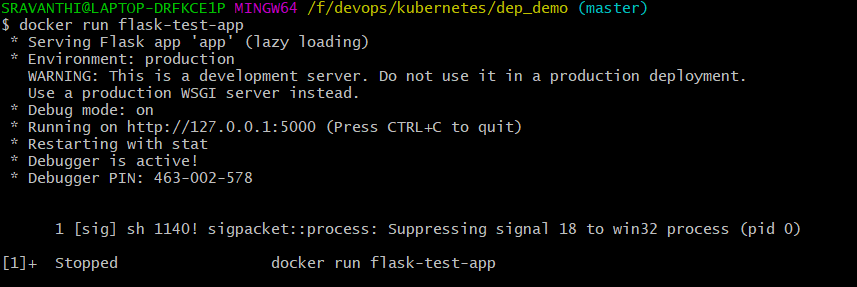 SRAVANTHI@LAPTOP-DRFKCE1P MINGW64 /f/devops/kubernetes/dep_demo (master)
$ docker run flask-test-app
* Serving Flask app 'app' (lazy loading)
* Environment: production
WARNING: This is a development server. Do not use it in a production deployment.
Use a production WSGI server instead.
* Debug mode: on
* Running on http://127.0.0.1:5000 (Press CTRL+C to quit)
* Restarting with stat
* Debugger is active!
* Debugger PIN: 463-002-578
1 [sig] sh 1140! sigpacket::process: Suppressing signal 18 to win32 process (pid 0)
[1]+  Stopped                 docker run flask-test-app